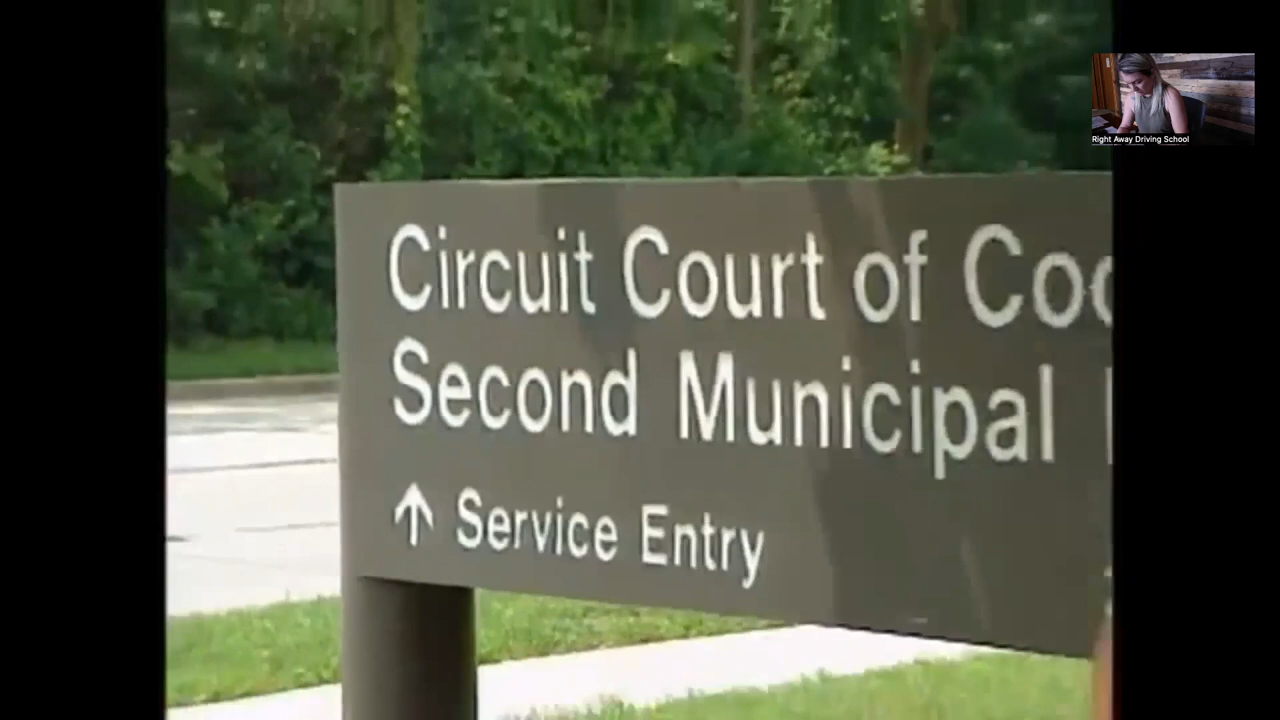 Circuit Court of Coo
Second Municipal
Service Entry
Right Away Driving School